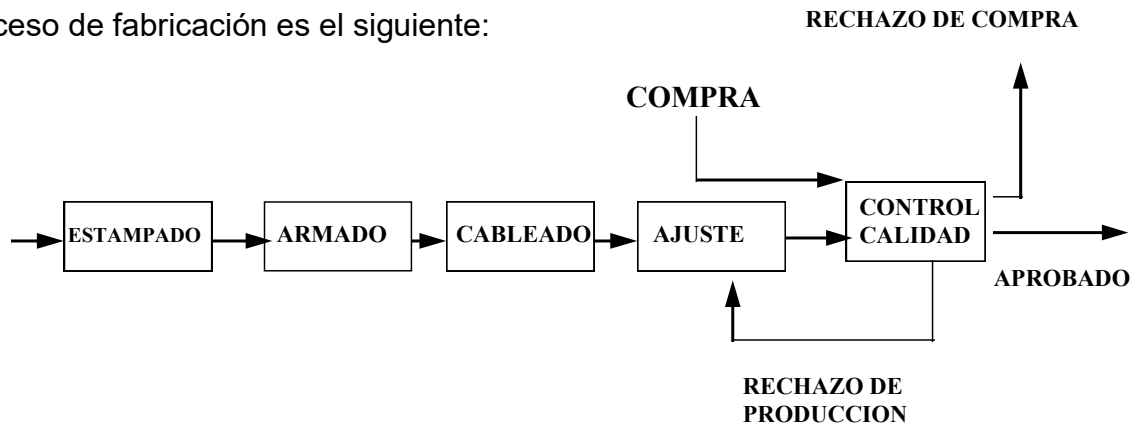 ceso de fabricación es el siguiente:
RECHAZO DE COMPRA
COMPRA
ESTAMPADO
ARMADO
CABLEADO
AJUSTE
CONTROL
CALIDAD
APROBADO
RECHAZO DE
PRODUCCION